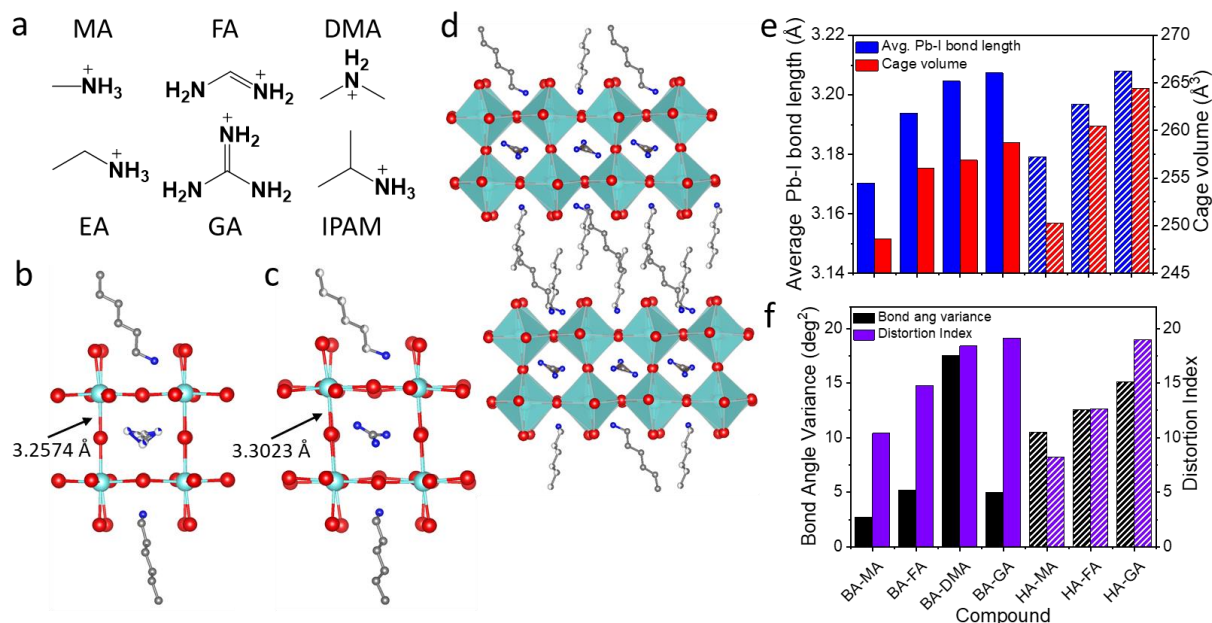 a
MA FA DMA
NH3
+
H2N NH2
+
H2
N
+
NH3
+
NH2
+
H2N NH2
NH3
+
EA GA IPAM
b
3.2574 Å
c
3.3023 Å
d
e
Avg. Pb-I bond length
Cage volume
Average Pb-I bond length (Å)
3.22
3.20
3.18
3.16
3.14
Cage volume (Å3)
270
265
260
255
250
245
f
Bond ang variance
Distortion Index
Bond Angle Variance (deg2)
20
15
10
5
0
Distortion Index
20
15
10
5
0
BA-MA BA-FA BA-DMA BA-GA HA-MA HA-FA HA-GA
Compound